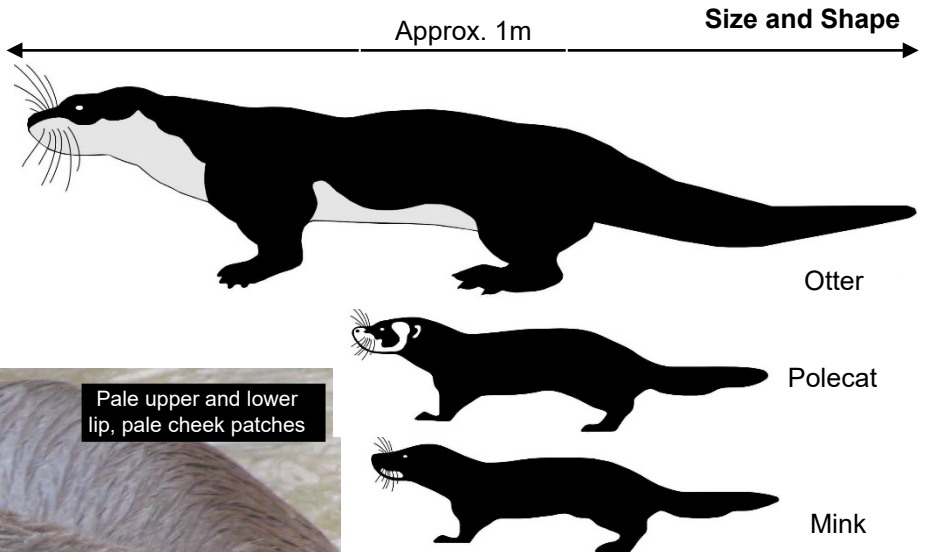 Size and Shape
Approx. 1m
Otter
Polecat
Pale upper and lower
lip, pale cheek patches
Mink